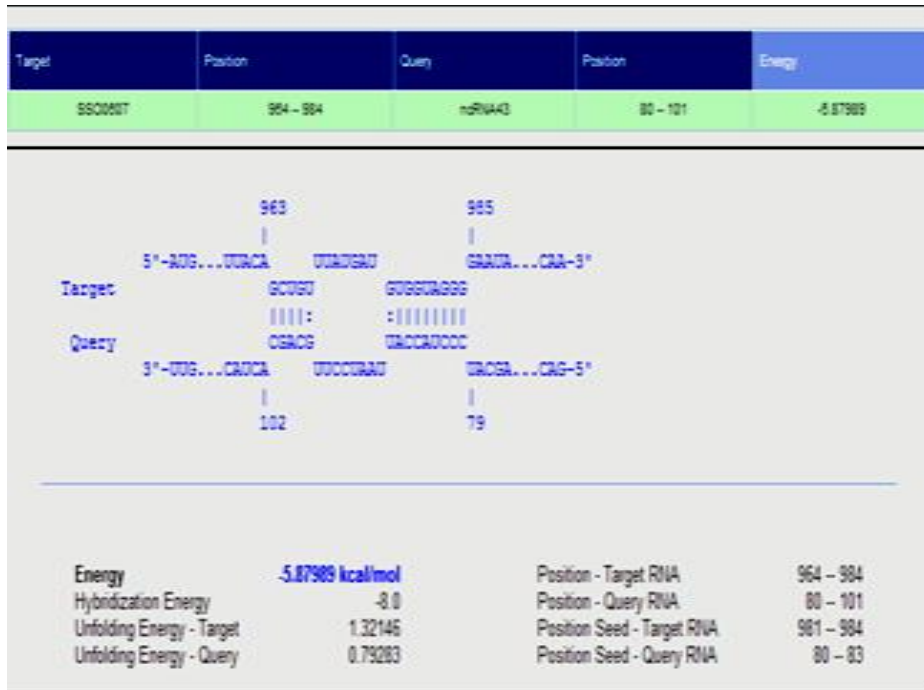 Target Position Query Position Energy
964 -- 984 ncRNA43 80 -- 101 -5.87989
963 985
| |
5'-AUG...UUACA UUAUGAU GAAUA...CAA-3'
Target GCUGU GUGGUAGGG
||||: :||||||||
Query CGACG UACCAUCCC
3'-UUG...CAUCA UUCCUAAU UACGA...CAG-5'
| |
102 79
Energy -5.87989 kcal/mol Position - Target RNA 964 -- 984
Hybridization Energy -8.0 Position - Query RNA 80 -- 101
Unfolding Energy - Target 1.32146 Position Seed - Target RNA 981 -- 984
Unfolding Energy - Query 0.79283 Position Seed - Query RNA 80 -- 83